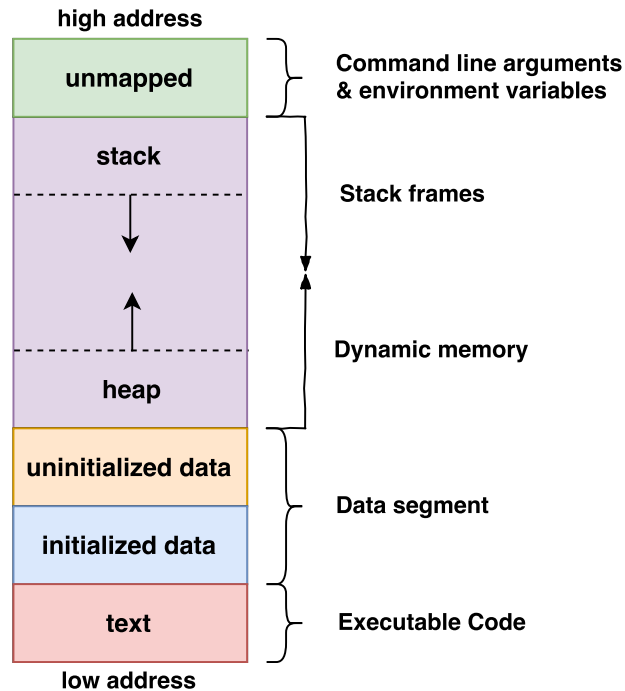 high address
unmapped
Command line arguments
& environment variables
stack
Stack frames
Dynamic memory
heap
uninitialized data
Data segment
initialized data
text
Executable Code
low address